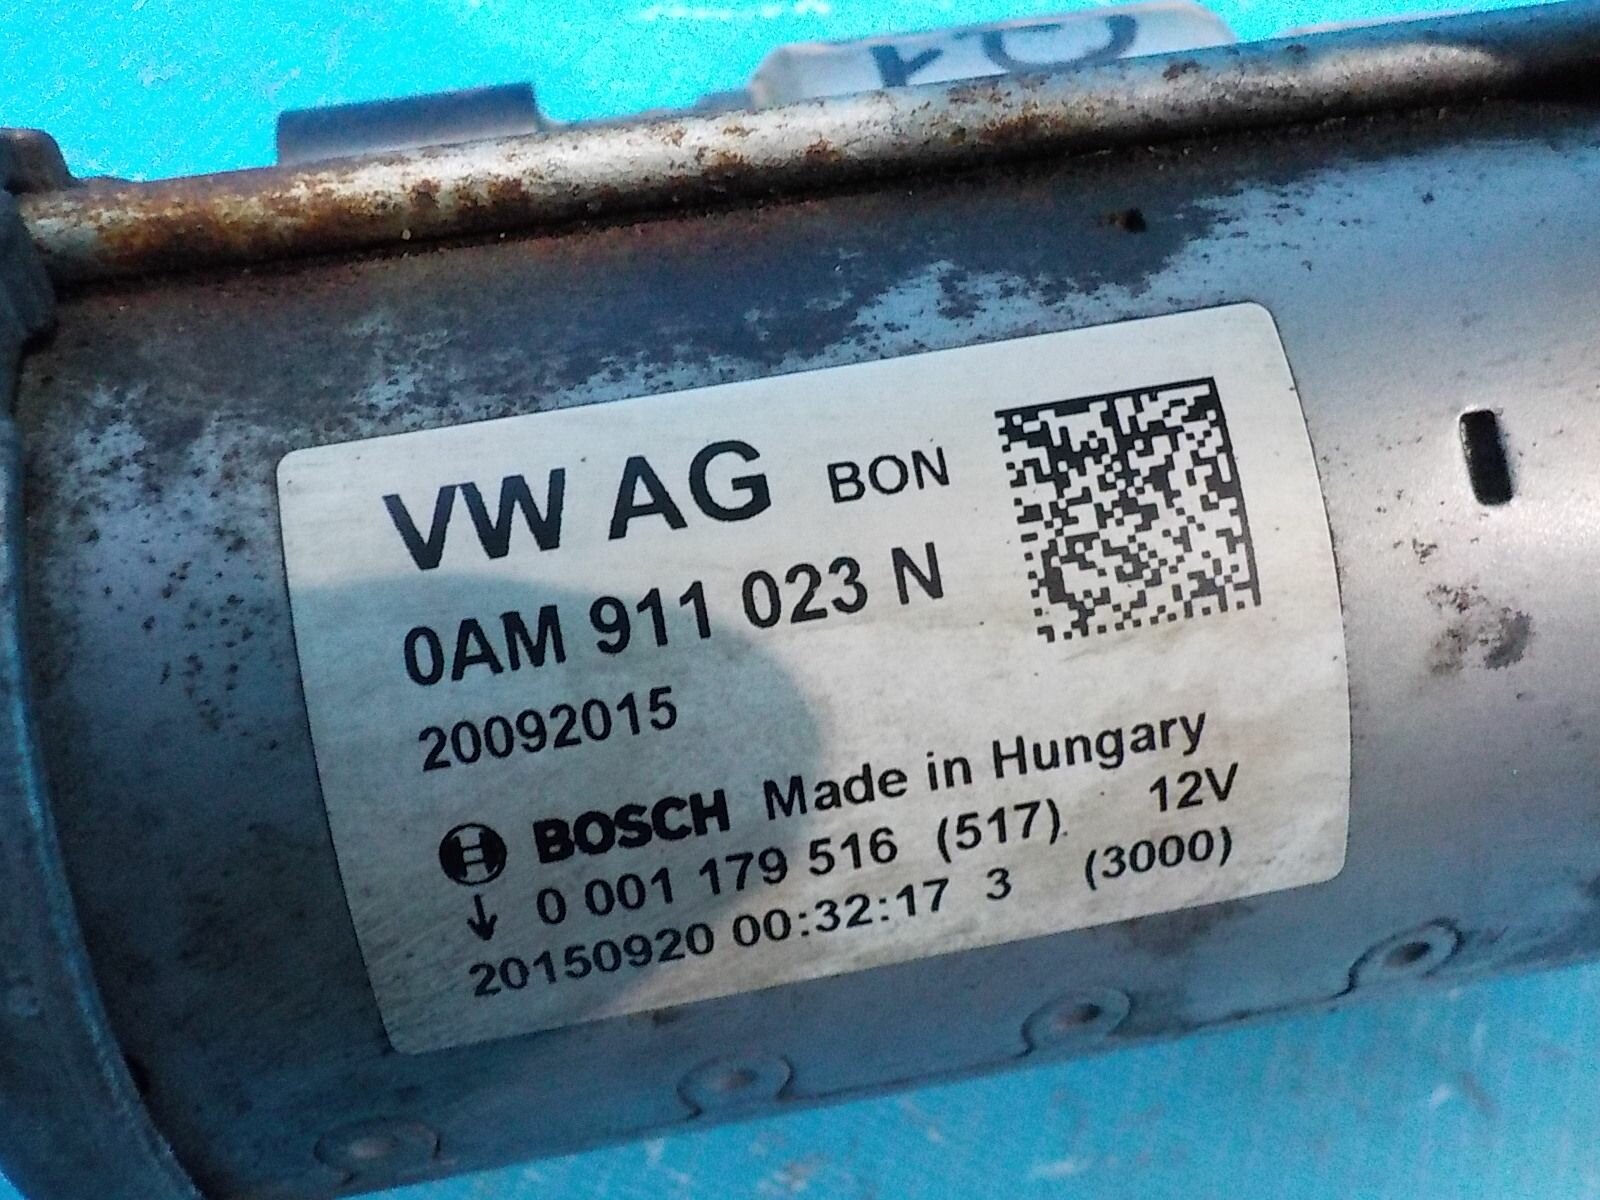 VW AG BON
0AM 911 023 N
20092015
BOSCH Made in Hungary
0 001 179 516 (517) 12V
20150920 00:32:17 3 (3000)